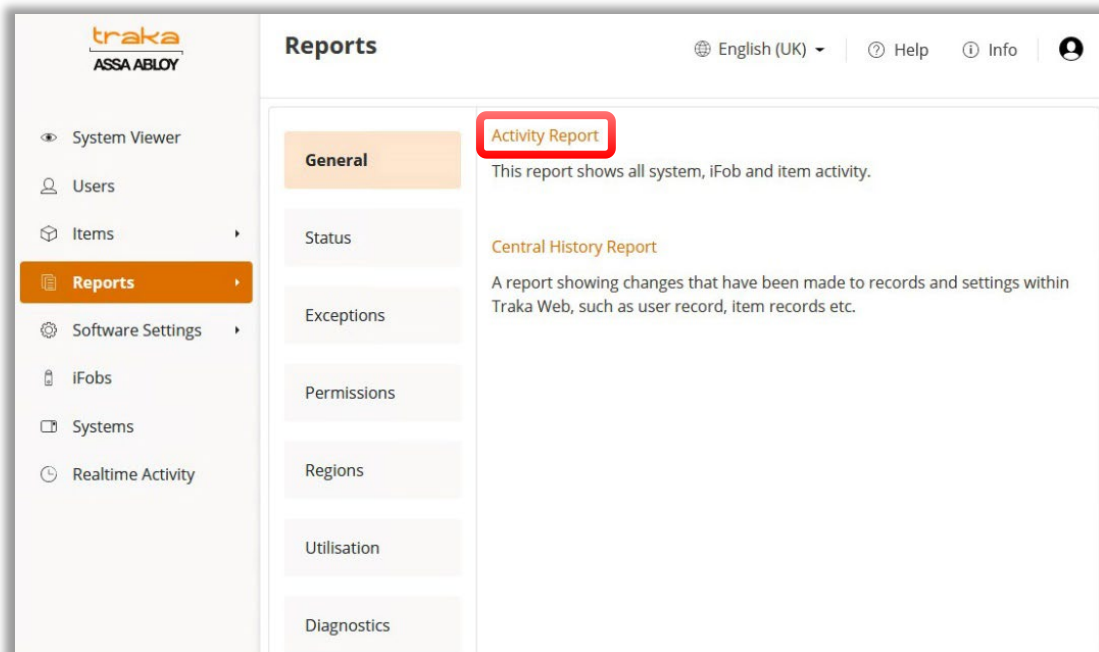 traka
ASSA ABLOY
System Viewer
Users
Items
Reports
Software Settings
iFobs
Systems
Realtime Activity
Reports
English (UK)
Help
Info
General
Status
Exceptions
Permissions
Regions
Utilisation
Diagnostics
Activity Report
This report shows all system, iFob and item activity.
Central History Report
A report showing changes that have been made to records and settings within
Traka Web, such as user record, item records etc.